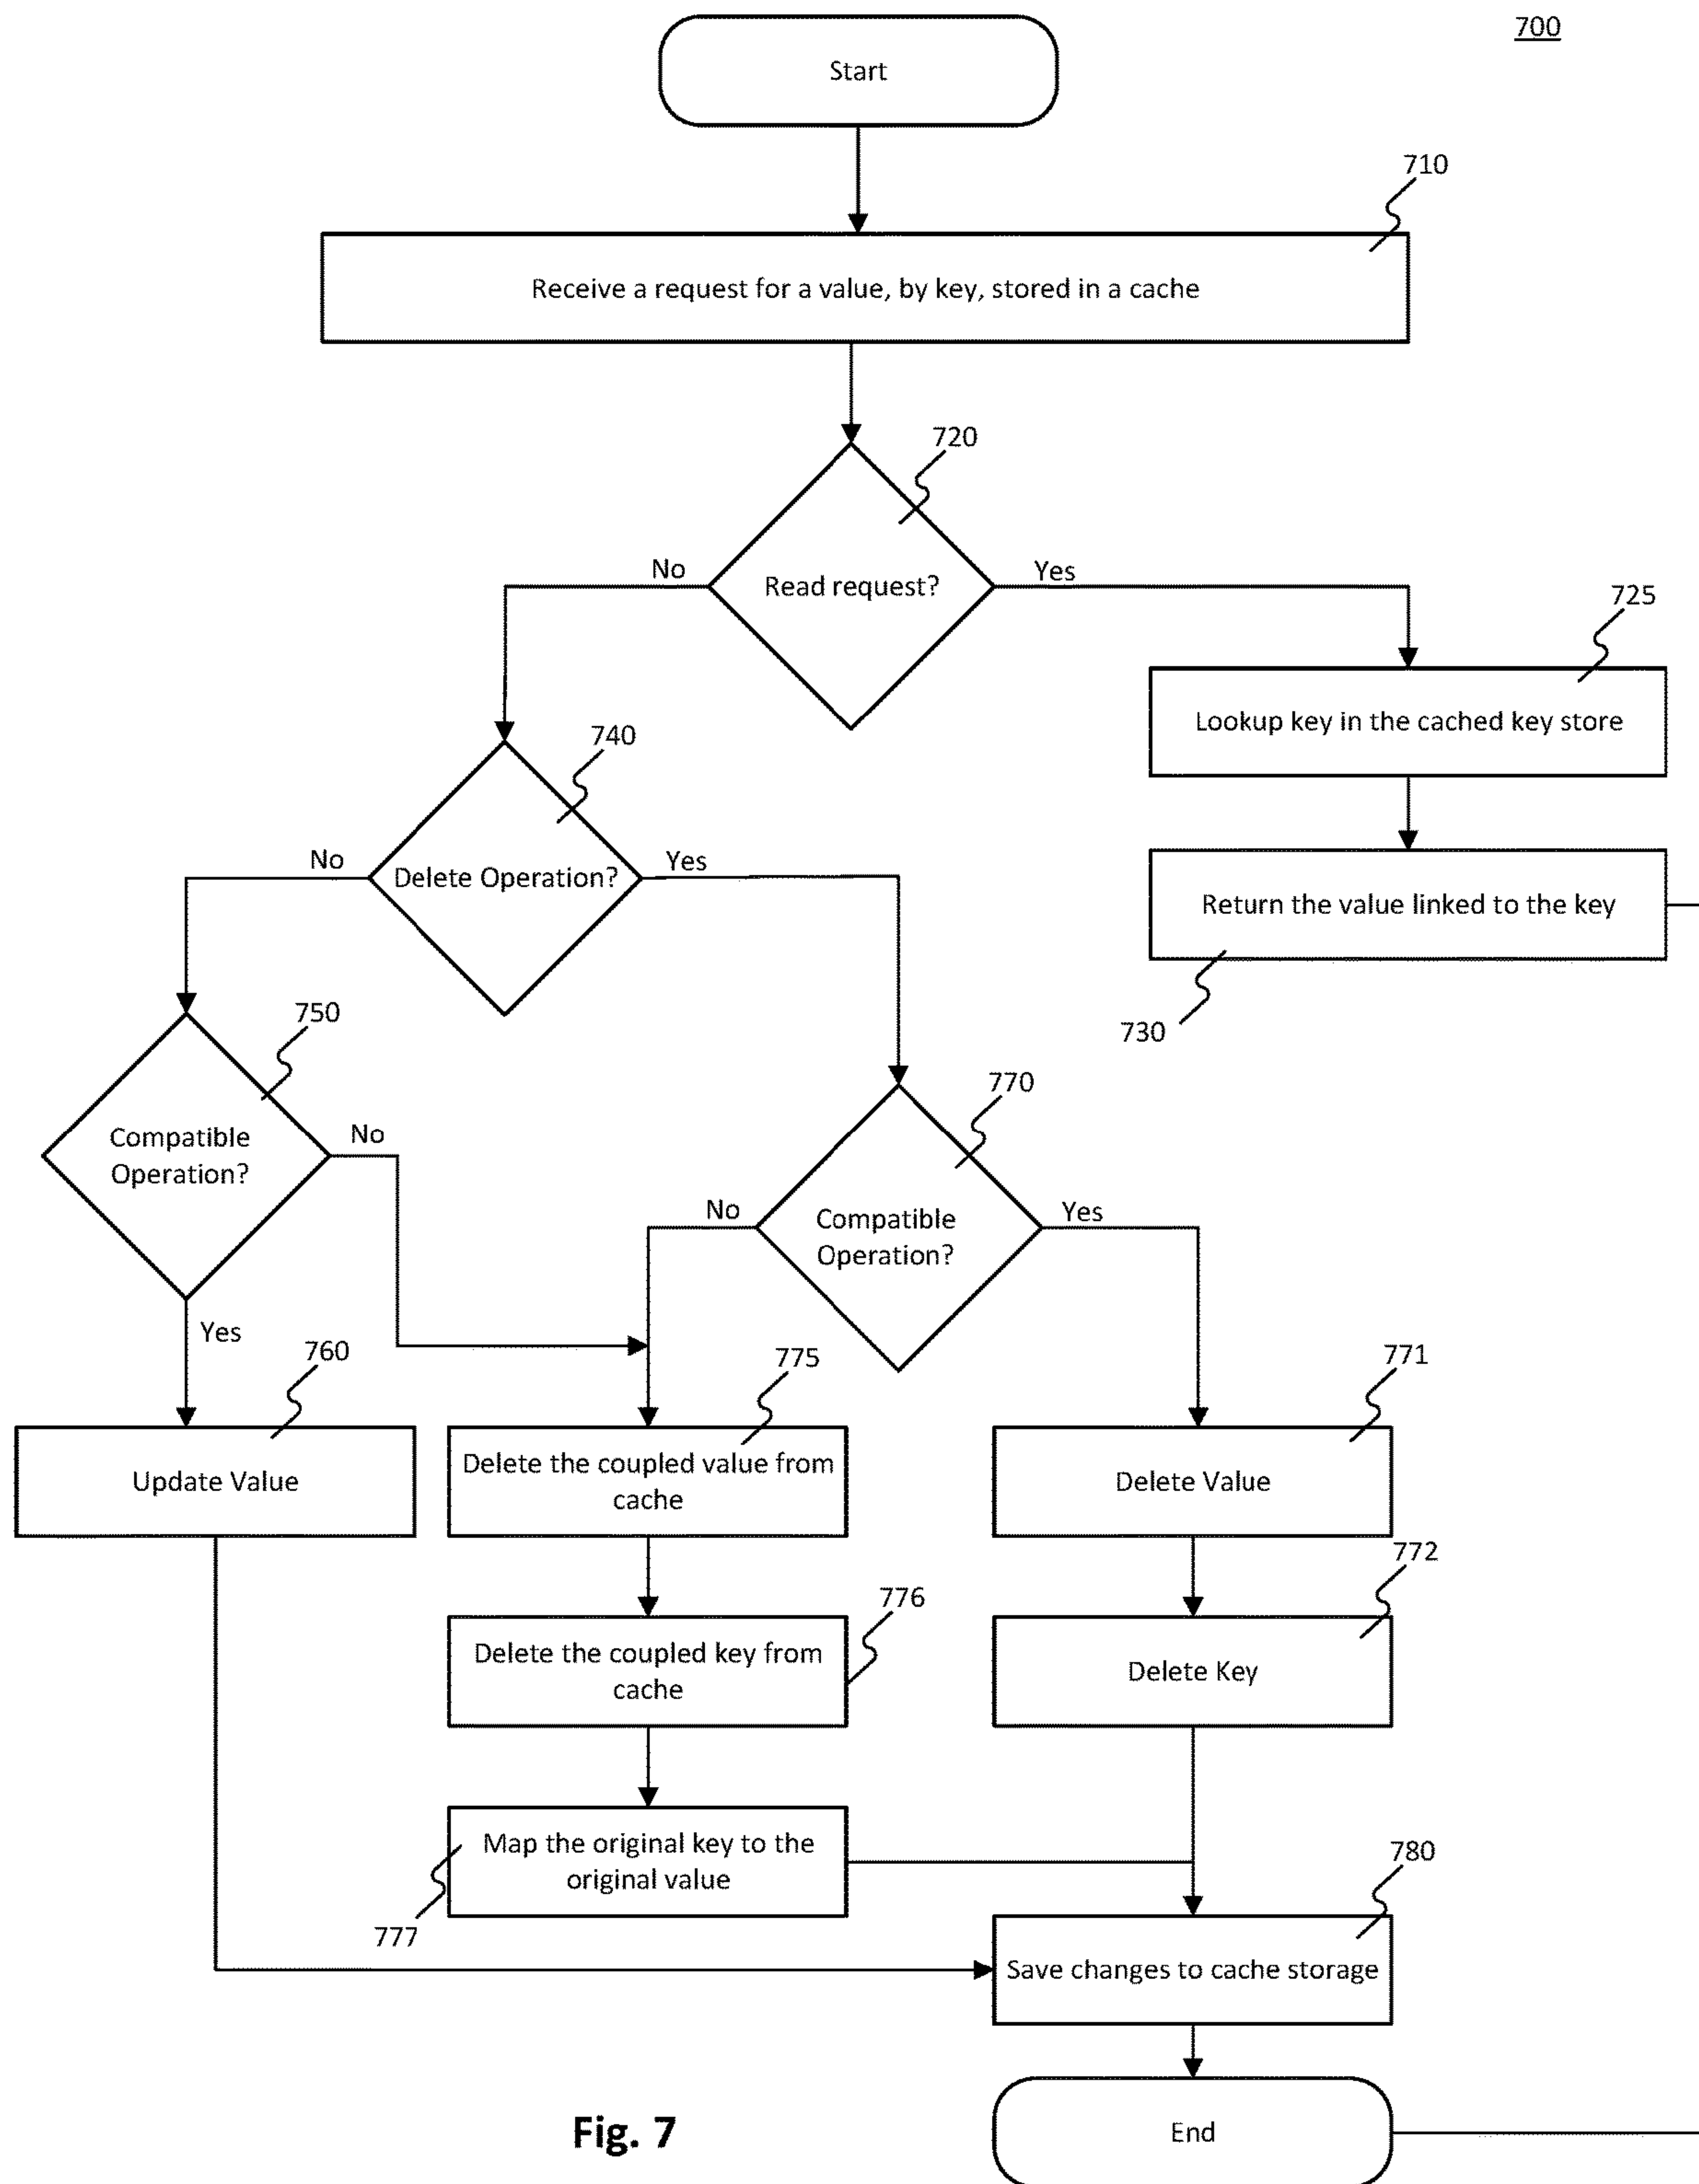 700
Start
710
Receive a request for a value, by key, stored in a cache
720
Read request?
No
Yes
725
Lookup key in the cached key store
740
Delete Operation?
No
Yes
Return the value linked to the key
730
750
Compatible
Operation?
No
Yes
770
Compatible
Operation?
No
Yes
760
Update Value
775
Delete the coupled value from
cache
771
Delete Value
776
Delete the coupled key from
cache
772
Delete Key
Map the original key to the
original value
777
780
Save changes to cache storage
End
Fig. 7